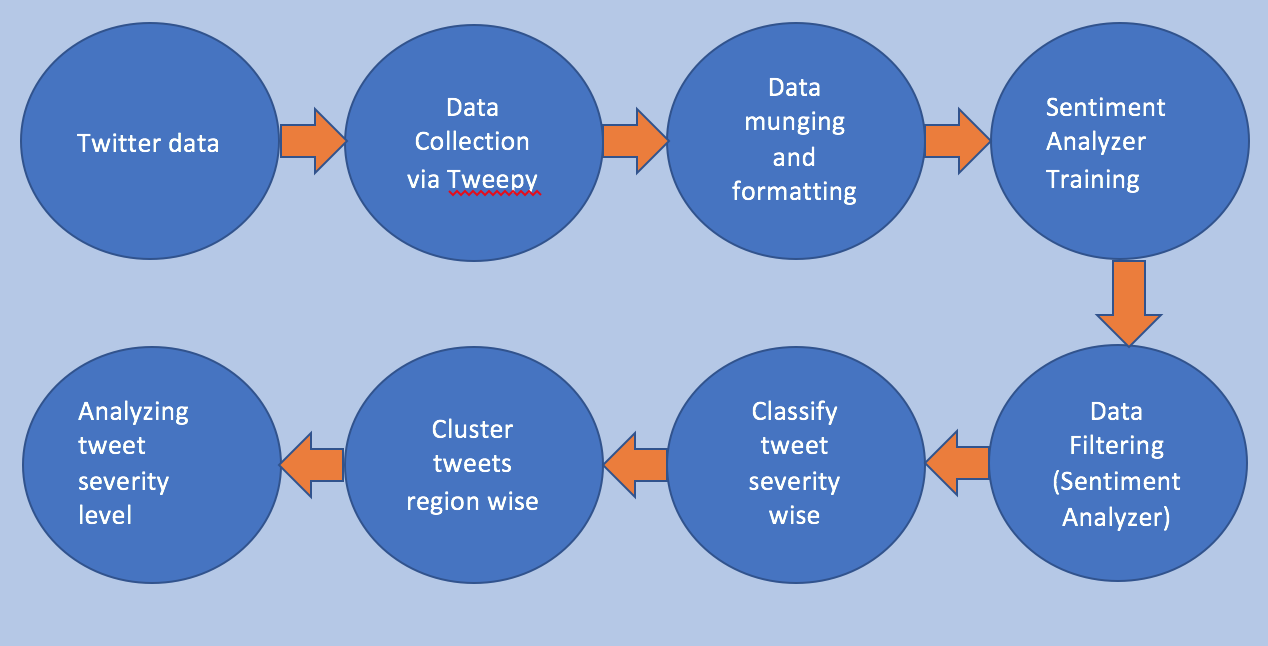 Twitter data
Data
Collection
via Tweepy
Data
munging
and
formatting
Sentiment
Analyzer
Training
Data
Filtering
(Sentiment
Analyzer)
Classify
tweet
severity
wise
Cluster
tweets
region wise
Analyzing
tweet
severity
level